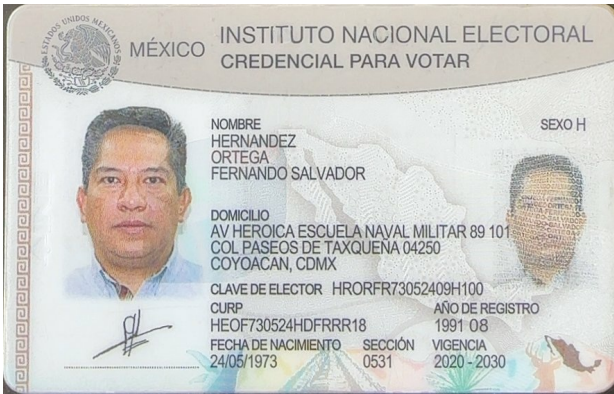 ESTADOS UNIDOS MEXICANOS
MÉXICO
INSTITUTO NACIONAL ELECTORAL
CREDENCIAL PARA VOTAR
NOMBRE
SEXO H
HERNANDEZ
ORTEGA
FERNANDO SALVADOR
DOMICILIO
AV HEROICA ESCUELA NAVAL MILITAR 89 101
COL PASEOS DE TAXQUEÑA 04250
COYOACAN, CDMX
CLAVE DE ELECTOR HRORFR73052409H100
CURP
AÑO DE REGISTRO
HEOF730524HDFRRR18
1991 08
FECHA DE NACIMIENTO
SECCIÓN
VIGENCIA
24/05/1973
0531
2020 - 2030